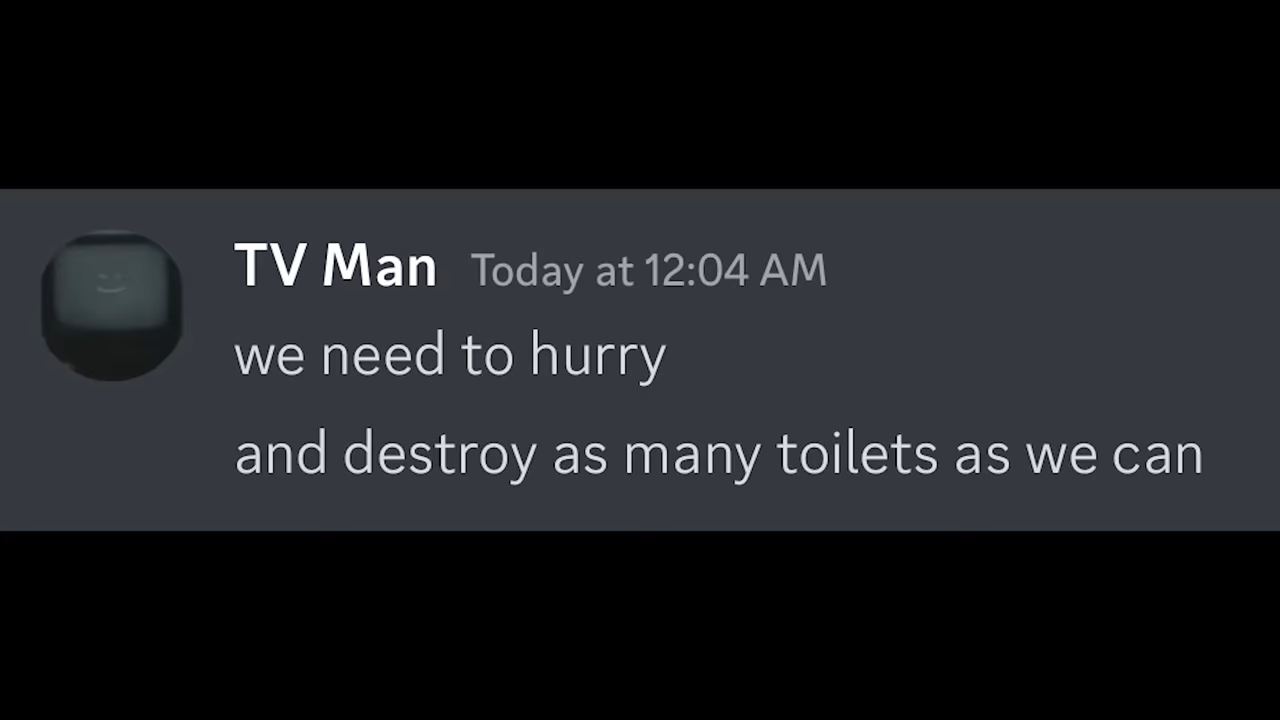 TV Man Today at 12:04 AM
we need to hurry
and destroy as many toilets as we can